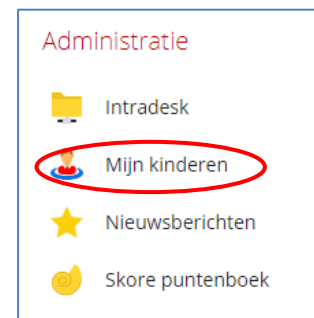 Administratie
Intradesk
Mijn kinderen
Nieuwsberichten
Skore puntenboek